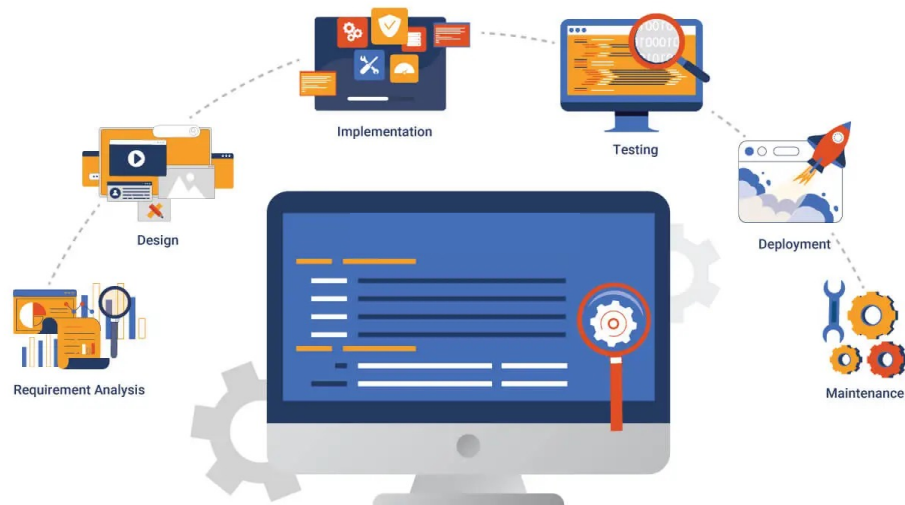 Requirement Analysis
Design
Implementation
Testing
Deployment
Maintenance